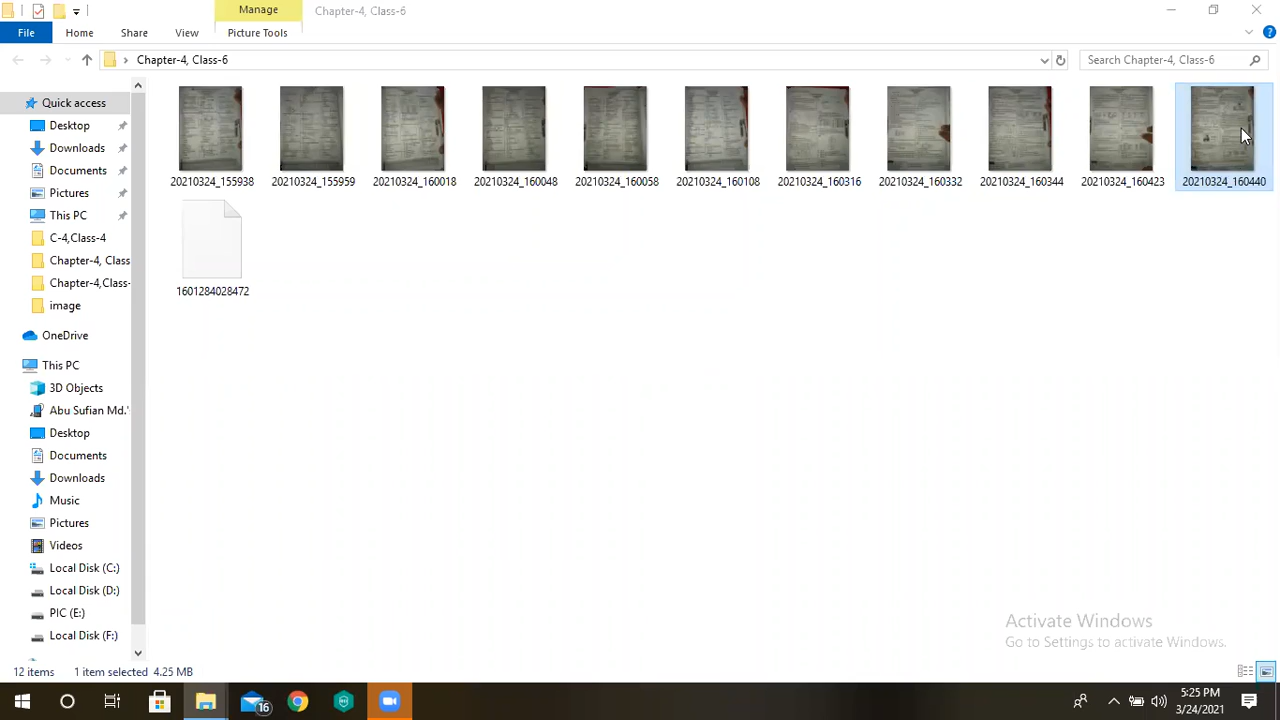 Manage
Chapter-4, Class-6
File
Home
Share
View
Picture Tools
Chapter-4, Class-6
Search Chapter-4, Class-6
Quick access
Desktop
Downloads
Documents
Pictures
This PC
C-4,Class-4
Chapter-4, Class
Chapter-4,Class-
image
OneDrive
This PC
3D Objects
Abu Sufian Md.'
Desktop
Documents
Downloads
Music
Pictures
Videos
Local Disk (C:)
Local Disk (D:)
PIC (E:)
Local Disk (F:)
20210324_155938
20210324_155959
20210324_160018
20210324_160048
20210324_160058
20210324_160108
20210324_160316
20210324_160332
20210324_160344
20210324_160423
20210324_160440
1601284028472
Activate Windows
Go to Settings to activate Windows.
12 items
1 item selected
4.25 MB
16
5:25 PM
3/24/2021